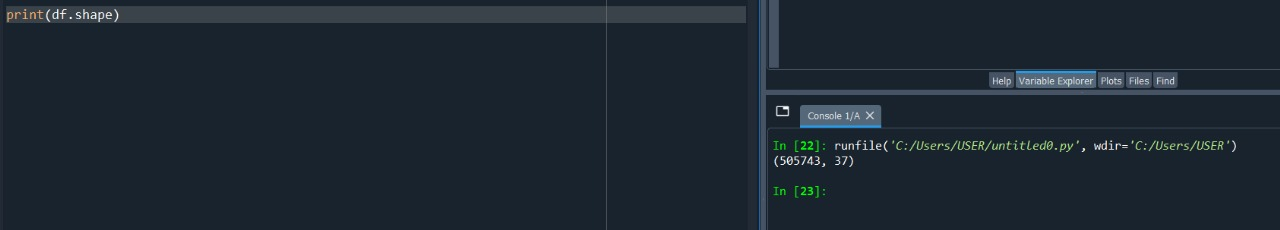 print(df.shape)
Help Variable Explorer Plots Files Find
Console 1/A
In [22]: runfile('C:/Users/USER/untitled0.py', wdir='C:/Users/USER')
(505743, 37)
In [23]: